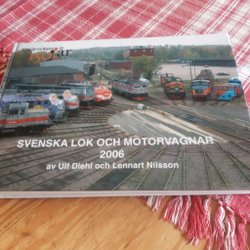 SVENSKA LOK OCH MOTORVAGNAR
2006
av Ulf Diehl och Lennart Nilsson